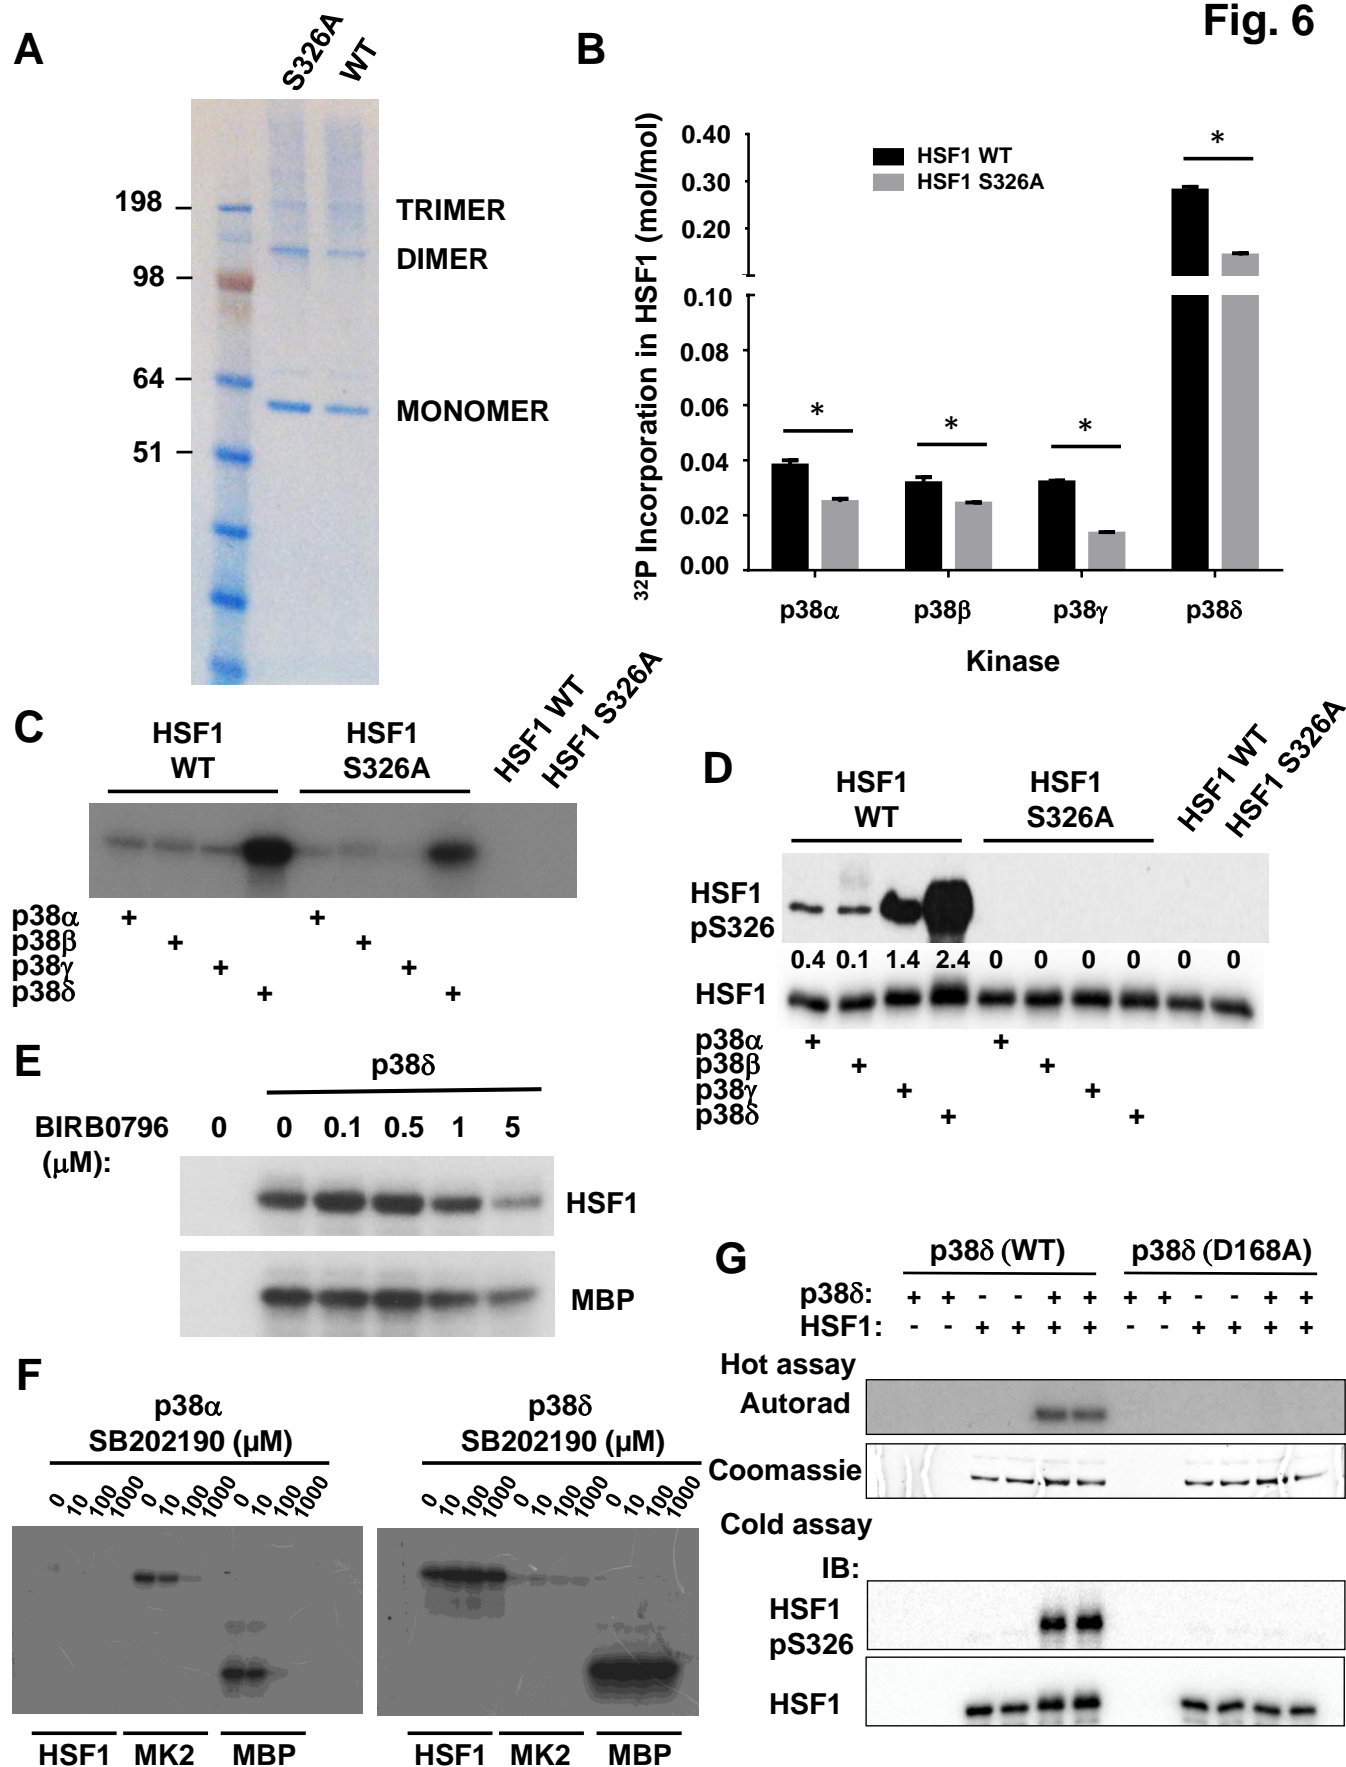 Fig. 6
A
S326A
WT
198
98
64
51
TRIMER
DIMER
MONOMER
B
32P Incorporation in HSF1 (mol/mol)
0.40
0.30
0.20
0.10
0.08
0.06
0.04
0.02
0.00
HSF1 WT
HSF1 S326A
*
*
*
*
p38α
p38β
p38γ
p38δ
Kinase
C
HSF1
WT
HSF1
S326A
HSF1 WT
HSF1 S326A
p38α + +
p38β + +
p38γ + +
p38δ + +
D
HSF1
WT
HSF1
S326A
HSF1 WT
HSF1 S326A
HSF1
pS326
0.4 0.1 1.4 2.4 0 0 0 0 0 0
HSF1
p38α + +
p38β + +
p38γ + +
p38δ + +
E
p38δ
BIRB0796 0 0 0.1 0.5 1 5
(μM):
HSF1
MBP
F
p38α
SB202190 (μM)
0 10 100 1000 0 10 100 1000 0 10 100 1000
HSF1 MK2 MBP
p38δ
SB202190 (μM)
0 10 100 1000 0 10 100 1000 0 10 100 1000
HSF1 MK2 MBP
G
p38δ (WT) p38δ (D168A)
p38δ: + + - - + + + + - - + +
HSF1: - - + + + + - - + + + +
Hot assay
Autorad
Coomassie
Cold assay
IB:
HSF1
pS326
HSF1